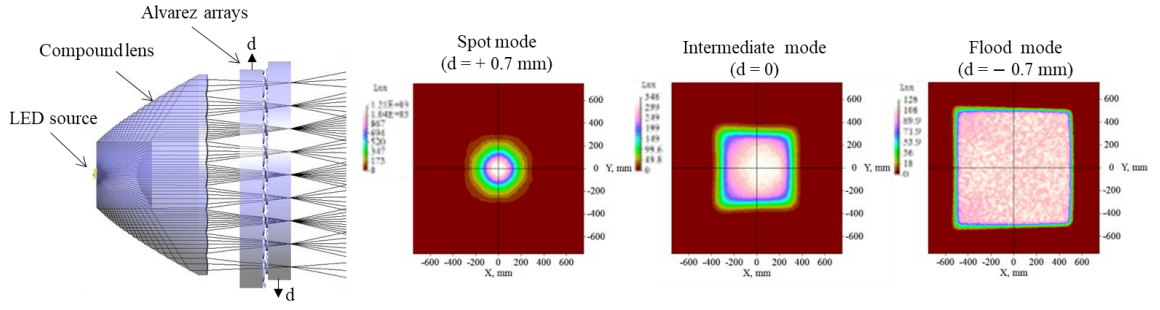 Alvarez arrays
d
Compound lens
LED source
d
Spot mode
(d = + 0.7 mm)
Lux
1.21E+03
1.04E+03
867
694
520
347
173
0
600
400
200
0 Y, mm
-200
-400
-600
-600 -400 -200 0 200 400 600
X, mm
Intermediate mode
(d = 0)
Lux
346
299
249
199
149
99.6
49.8
0
600
400
200
0 Y, mm
-200
-400
-600
-600 -400 -200 0 200 400 600
X, mm
Flood mode
(d = − 0.7 mm)
Lux
126
108
89.9
71.9
53.9
36
18
0
600
400
200
0 Y, mm
-200
-400
-600
-600 -400 -200 0 200 400 600
X, mm